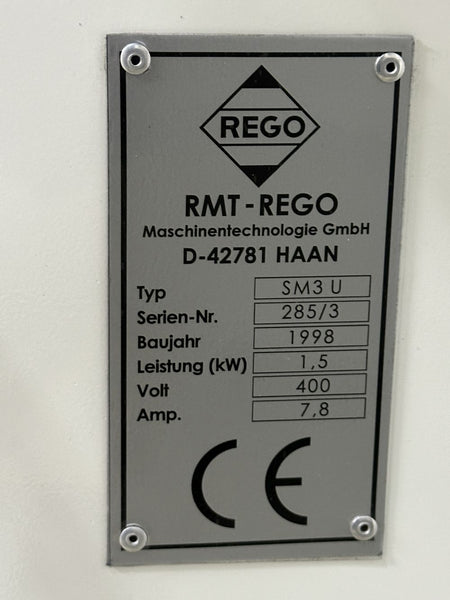 REGO
RMT-REGO
Maschinentechnologie GmbH
D-42781 HAAN
Typ SM3 U
Serien-Nr. 285/3
Baujahr 1998
Leistung (kW) 1,5
Volt 400
Amp. 7,8
CE